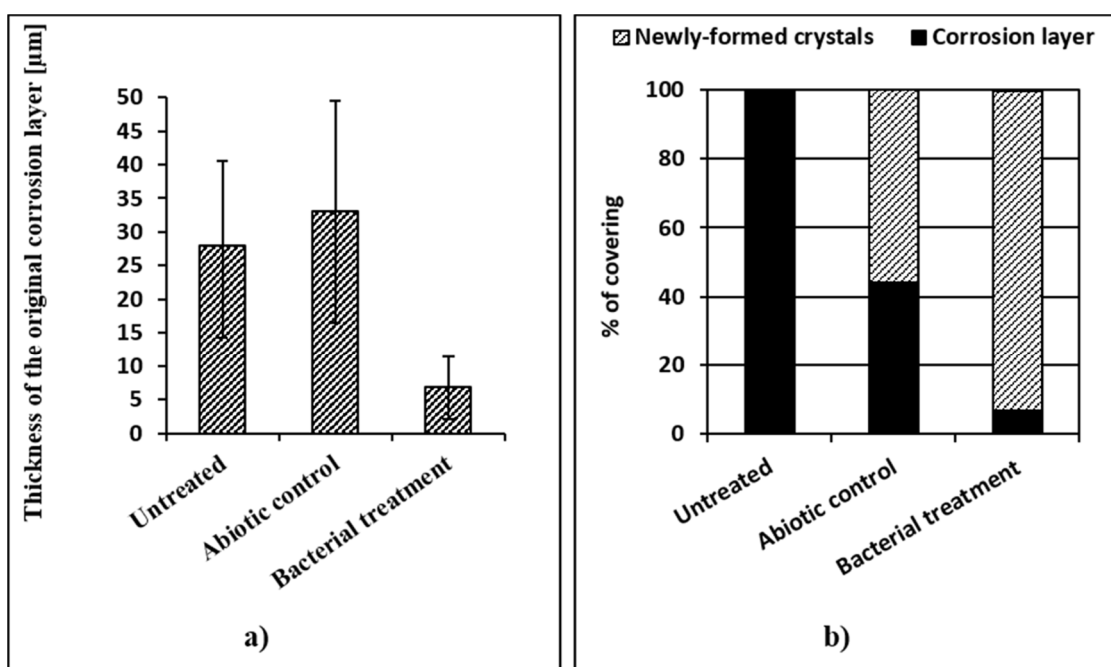 Thickness of the original corrosion layer [µm]
50
45
40
35
30
25
20
15
10
5
0
Untreated
Abiotic control
Bacterial treatment
a)
Newly-formed crystals Corrosion layer
% of covering
100
80
60
40
20
0
Untreated
Abiotic control
Bacterial treatment
b)